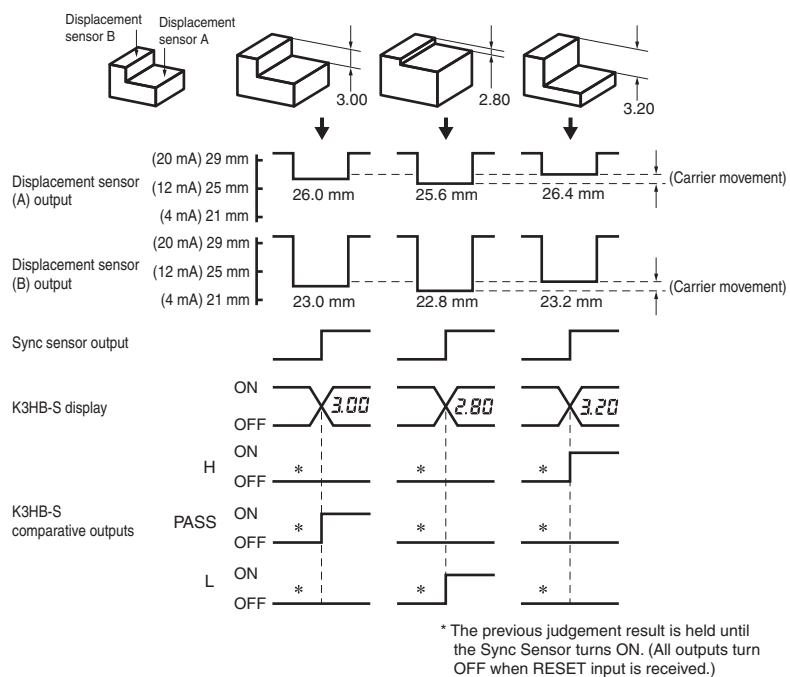 Displacement
sensor B
Displacement
sensor A
3.00
2.80
3.20
Displacement sensor
(A) output
(20 mA) 29 mm
(12 mA) 25 mm
(4 mA) 21 mm
26.0 mm
25.6 mm
26.4 mm
(Carrier movement)
Displacement sensor
(B) output
(20 mA) 29 mm
(12 mA) 25 mm
(4 mA) 21 mm
23.0 mm
22.8 mm
23.2 mm
(Carrier movement)
Sync sensor output
K3HB-S display
ON
OFF
3.00
2.80
3.20
K3HB-S
comparative outputs
H
ON
OFF
* * *
PASS
ON
OFF
* * *
L
ON
OFF
* * *
* The previous judgement result is held until
the Sync Sensor turns ON. (All outputs turn
OFF when RESET input is received.)